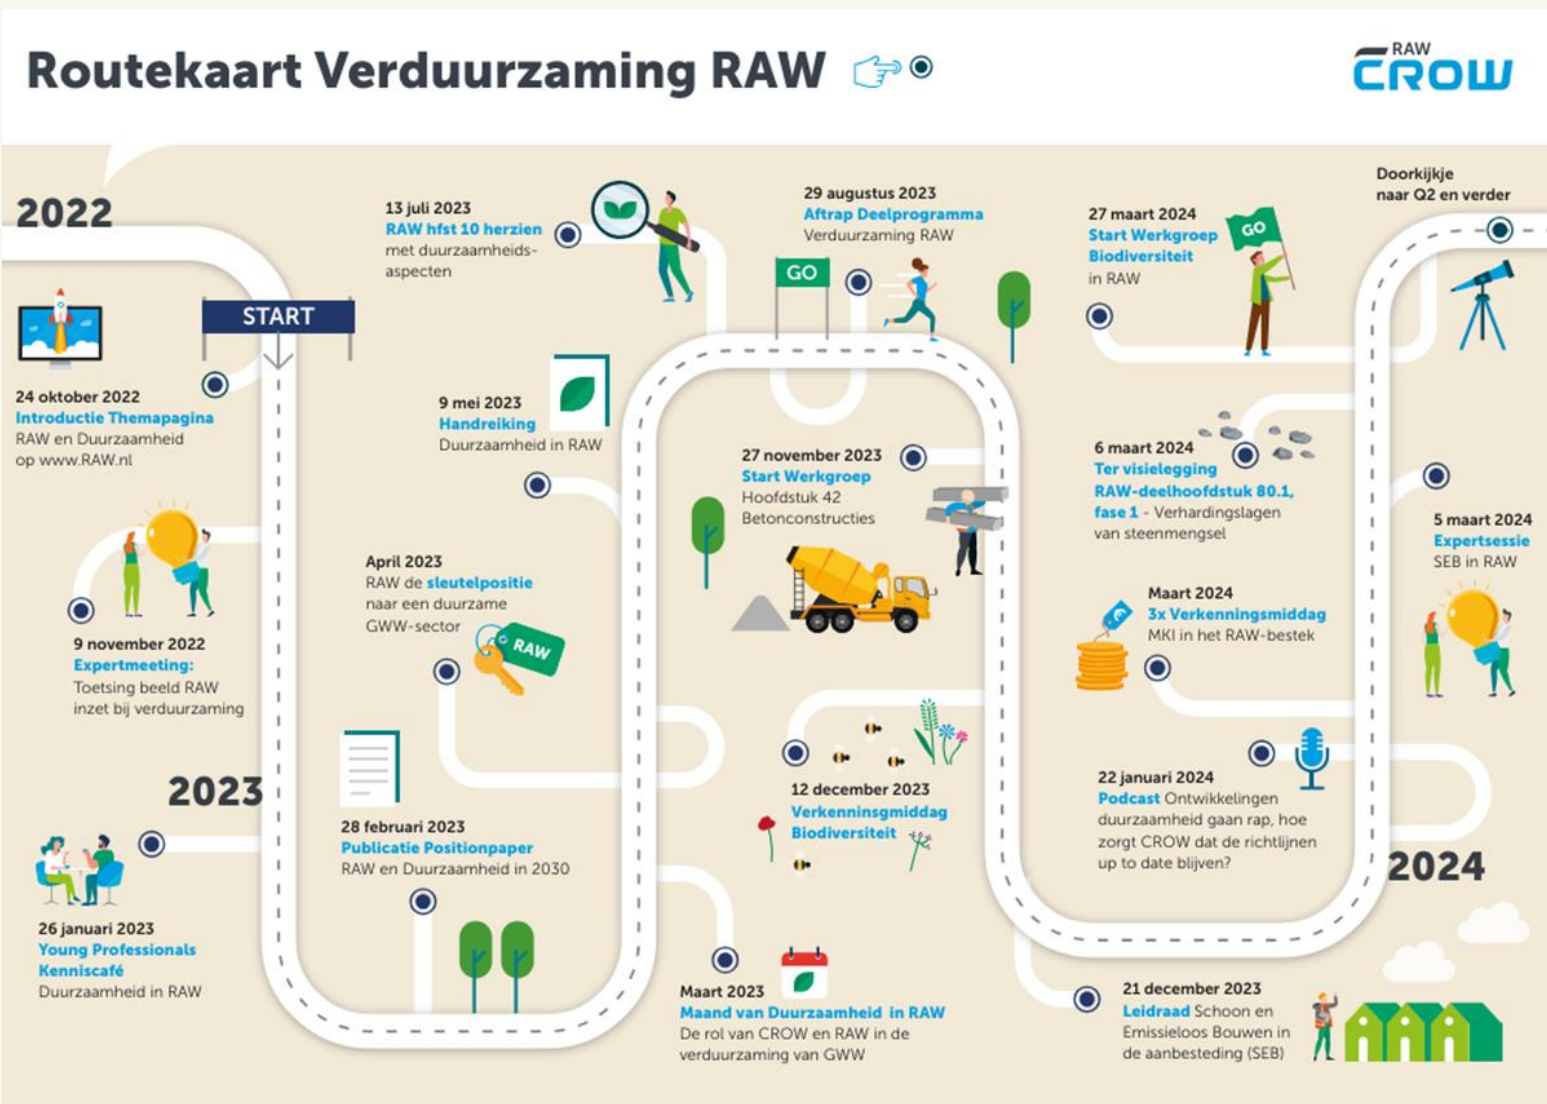 Routekaart Verduurzaming RAW
RAW
CROW
2022
START
24 oktober 2022
Introductie Themapagina
RAW en Duurzaamheid
op www.RAW.nl
9 november 2022
Expertmeeting:
Toetsing beeld RAW
inzet bij verduurzaming
2023
26 januari 2023
Young Professionals
Kenniscafé
Duurzaamheid in RAW
28 februari 2023
Publicatie Positionpaper
RAW en Duurzaamheid in 2030
Maart 2023
Maand van Duurzaamheid in RAW
De rol van CROW en RAW in de
verduurzaming van GWW
April 2023
RAW de sleutelpositie
naar een duurzame
GWW-sector
RAW
9 mei 2023
Handreiking
Duurzaamheid in RAW
13 juli 2023
RAW hfst 10 herzien
met duurzaamheids-
aspecten
29 augustus 2023
Aftrap Deelprogramma
Verduurzaming RAW
GO
27 november 2023
Start Werkgroep
Hoofdstuk 42
Betonconstructies
12 december 2023
Verkenninsgmiddag
Biodiversiteit
21 december 2023
Leidraad Schoon en
Emissieloos Bouwen in
de aanbesteding (SEB)
2024
22 januari 2024
Podcast Ontwikkelingen
duurzaamheid gaan rap, hoe
zorgt CROW dat de richtlijnen
up to date blijven?
Maart 2024
3x Verkenningsmiddag
MKI in het RAW-bestek
€
5 maart 2024
Expertsessie
SEB in RAW
6 maart 2024
Ter visielegging
RAW-deelhoofdstuk 80.1,
fase 1 - Verhardingslagen
van steenmengsel
27 maart 2024
Start Werkgroep
Biodiversiteit
in RAW
GO
Doorkijkje
naar Q2 en verder